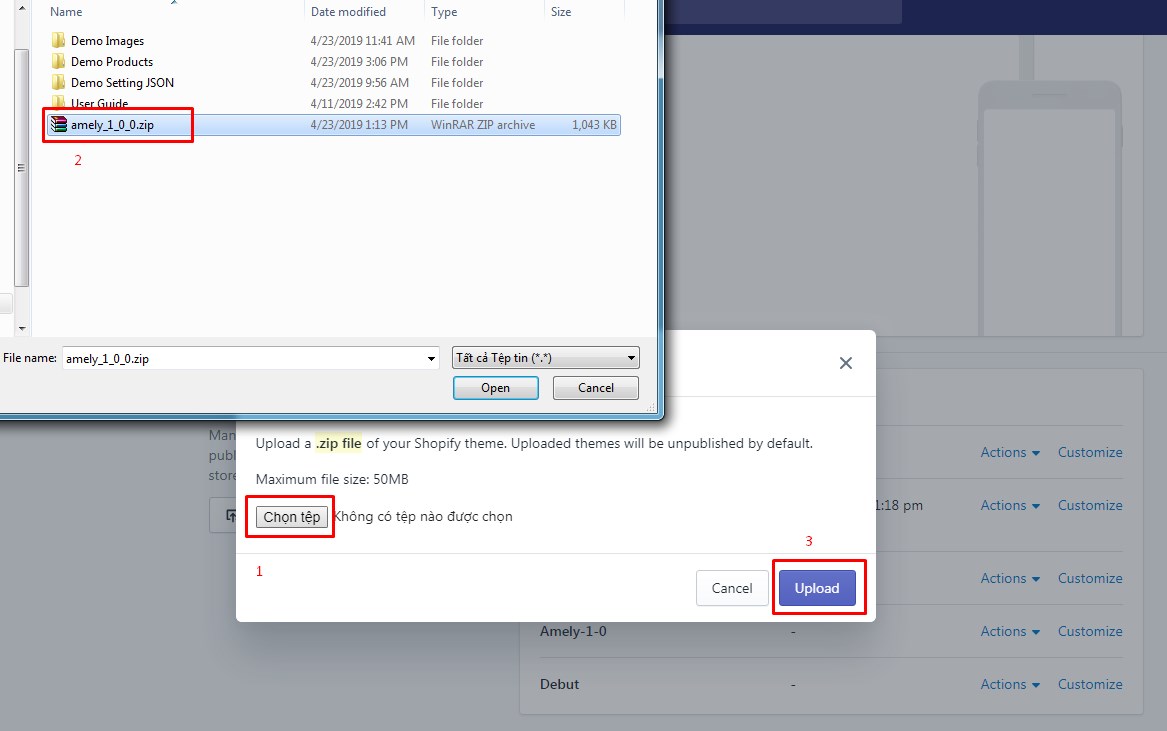 Name Date modified Type Size
Demo Images 4/23/2019 11:41 AM File folder
Demo Products 4/23/2019 3:06 PM File folder
Demo Setting JSON 4/23/2019 9:56 AM File folder
User Guide 4/11/2019 2:42 PM File folder
amely_1_0_0.zip 4/23/2019 1:13 PM WinRAR ZIP archive 1,043 KB
2
File name: amely_1_0_0.zip Tất cả Tệp tin (*.*)
Open Cancel
Upload a .zip file of your Shopify theme. Uploaded themes will be unpublished by default.
Maximum file size: 50MB
Chọn tệp Không có tệp nào được chọn
1
3
Cancel Upload
Actions Customize
1:18 pm Actions Customize
Actions Customize
Amely-1-0 - Actions Customize
Debut - Actions Customize